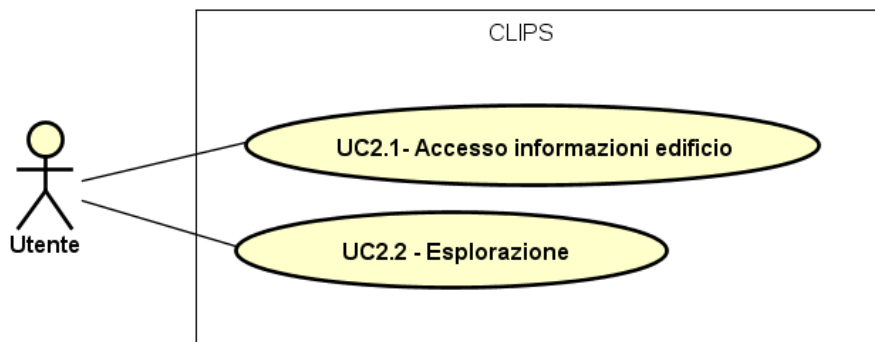 CLIPS
UC2.1- Accesso informazioni edificio
UC2.2 - Esplorazione
Utente